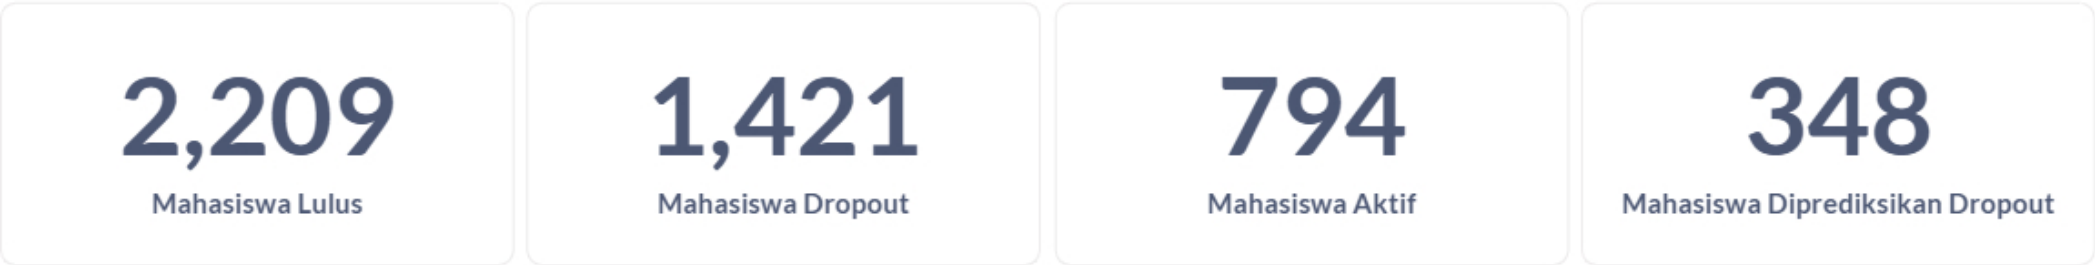 2,209
Mahasiswa Lulus
1,421
Mahasiswa Dropout
794
Mahasiswa Aktif
348
Mahasiswa Diprediksikan Dropout